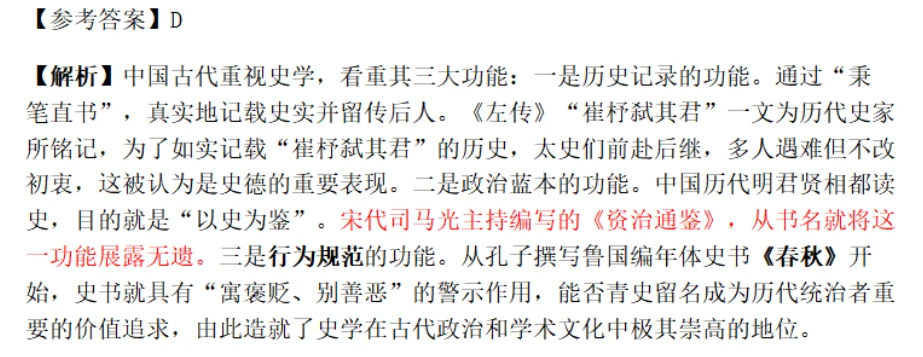 【参考答案】D
【解析】中国古代重视史学，看重其三大功能：一是历史记录的功能。通过“秉
笔直书”，真实地记载史实并留传后人。《左传》“崔杼弑其君”一文为历代史家
所铭记，为了如实记载“崔杼弑其君”的历史，太史们前赴后继，多人遇难但不改
初衷，这被认为是史德的重要表现。二是政治蓝本的功能。中国历代明君贤相都读
史，目的就是“以史为鉴”。宋代司马光主持编写的《资治通鉴》，从书名就将这
一功能展露无遗。三是行为规范的功能。从孔子撰写鲁国编年体史书《春秋》开
始，史书就具有“寓褒贬、别善恶”的警示作用，能否青史留名成为历代统治者重
要的价值追求，由此造就了史学在古代政治和学术文化中极其崇高的地位。